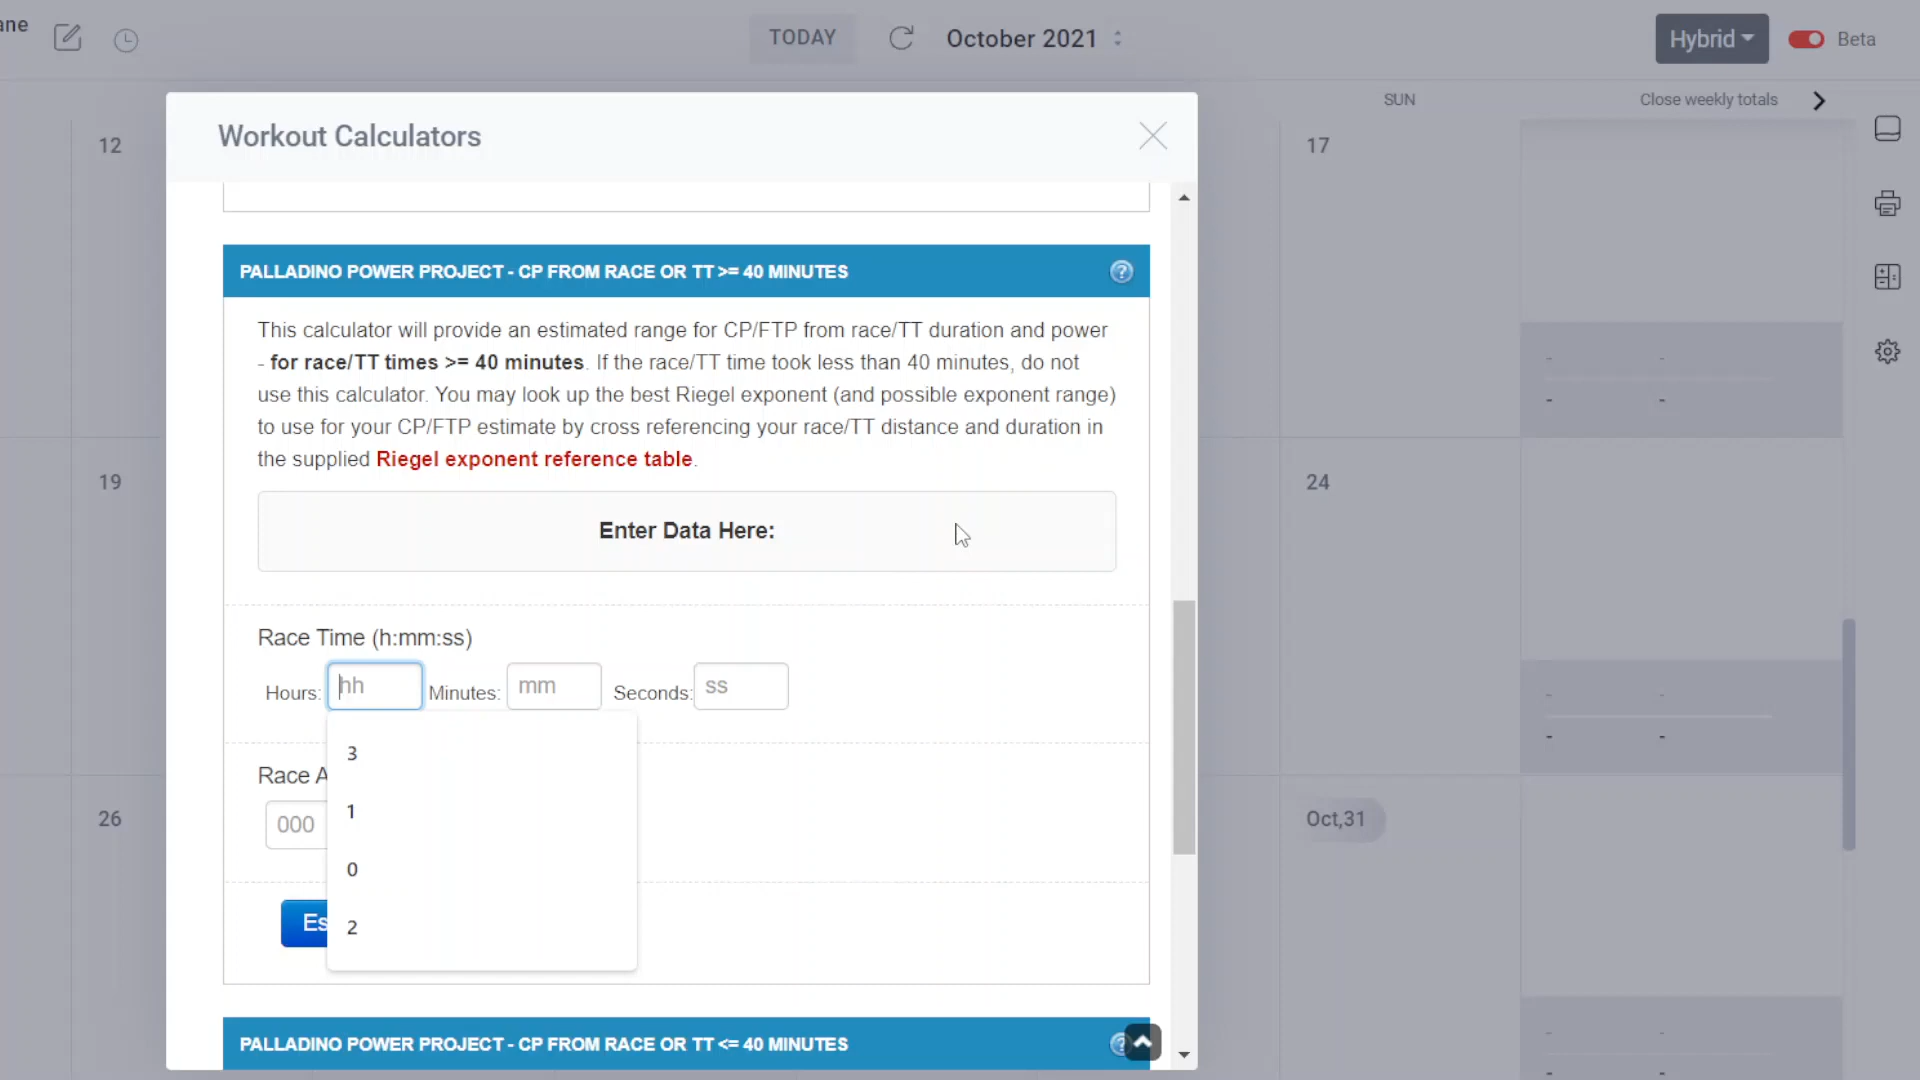 ane
TODAY
October 2021
Hybrid
Beta
SUN
Close weekly totals
12
17
Workout Calculators
PALLADINO POWER PROJECT - CP FROM RACE OR TT >= 40 MINUTES
This calculator will provide an estimated range for CP/FTP from race/TT duration and power
- for race/TT times >= 40 minutes. If the race/TT time took less than 40 minutes, do not
use this calculator. You may look up the best Riegel exponent (and possible exponent range)
to use for your CP/FTP estimate by cross referencing your race/TT distance and duration in
the supplied Riegel exponent reference table.
19
24
Enter Data Here:
Race Time (h:mm:ss)
Hours: hh Minutes: mm Seconds: ss
3
Race A
1
000
26
Oct,31
0
Es
2
PALLADINO POWER PROJECT - CP FROM RACE OR TT <= 40 MINUTES